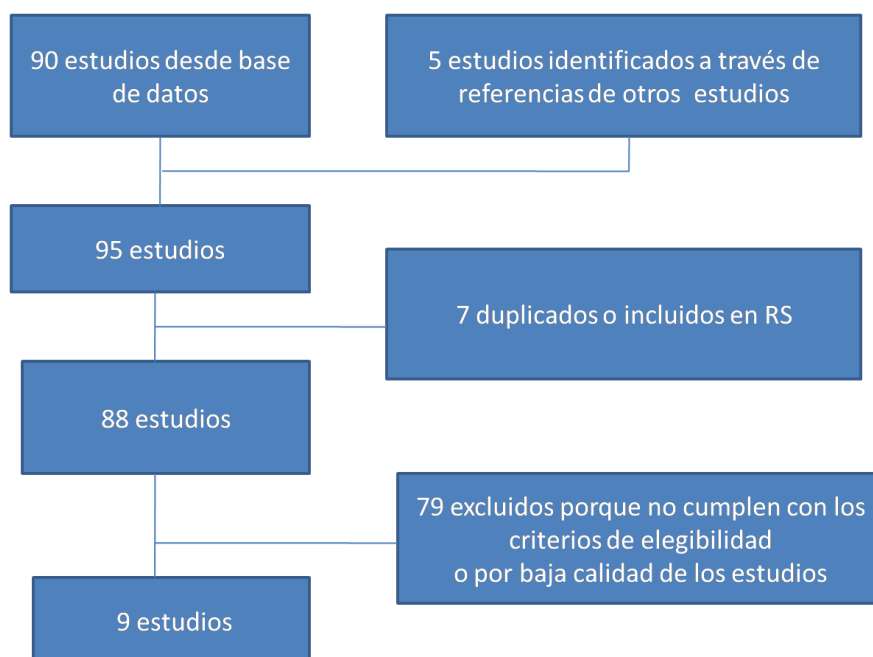 90 estudios desde base
de datos
5 estudios identificados a través de
referencias de otros estudios
95 estudios
7 duplicados o incluidos en RS
88 estudios
79 excluidos porque no cumplen con los
criterios de elegibilidad
o por baja calidad de los estudios
9 estudios